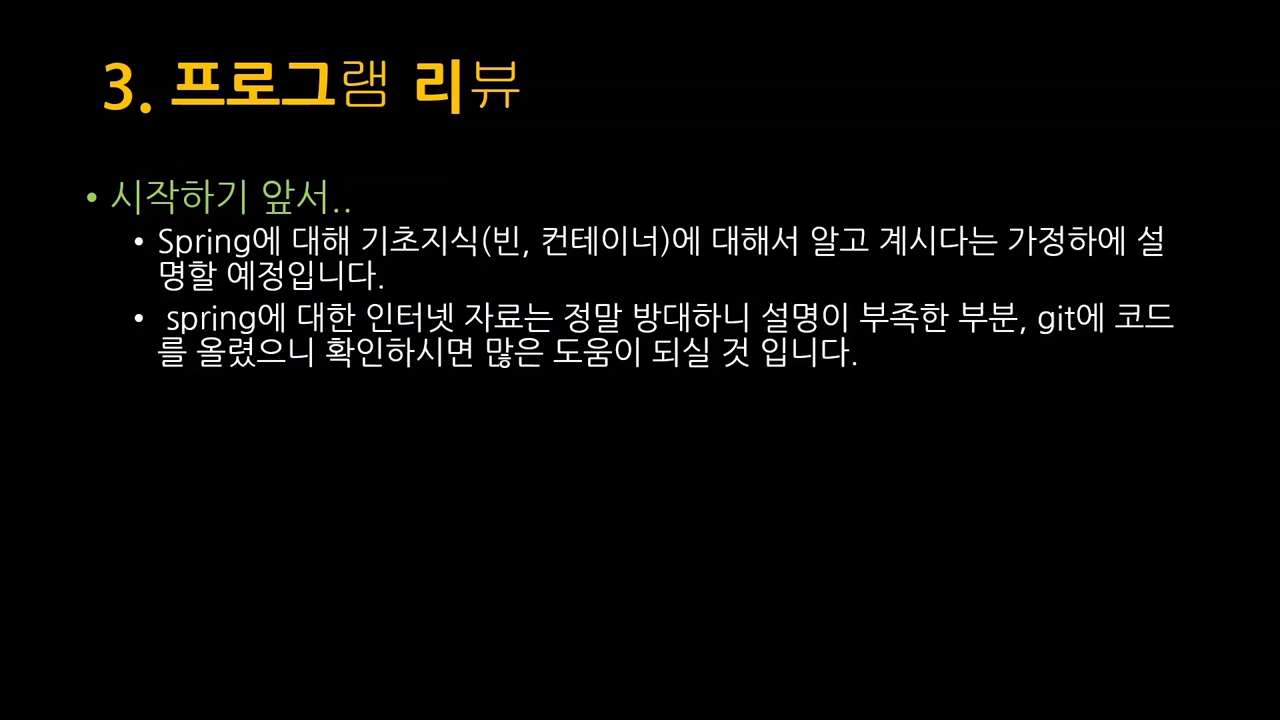 3. 프로그램 리뷰
• 시작하기 앞서..
• Spring에 대해 기초지식(빈, 컨테이너)에 대해서 알고 계시다는 가정하에 설
명할 예정입니다.
• spring에 대한 인터넷 자료는 정말 방대하니 설명이 부족한 부분, git에 코드
를 올렸으니 확인하시면 많은 도움이 되실 것 입니다.